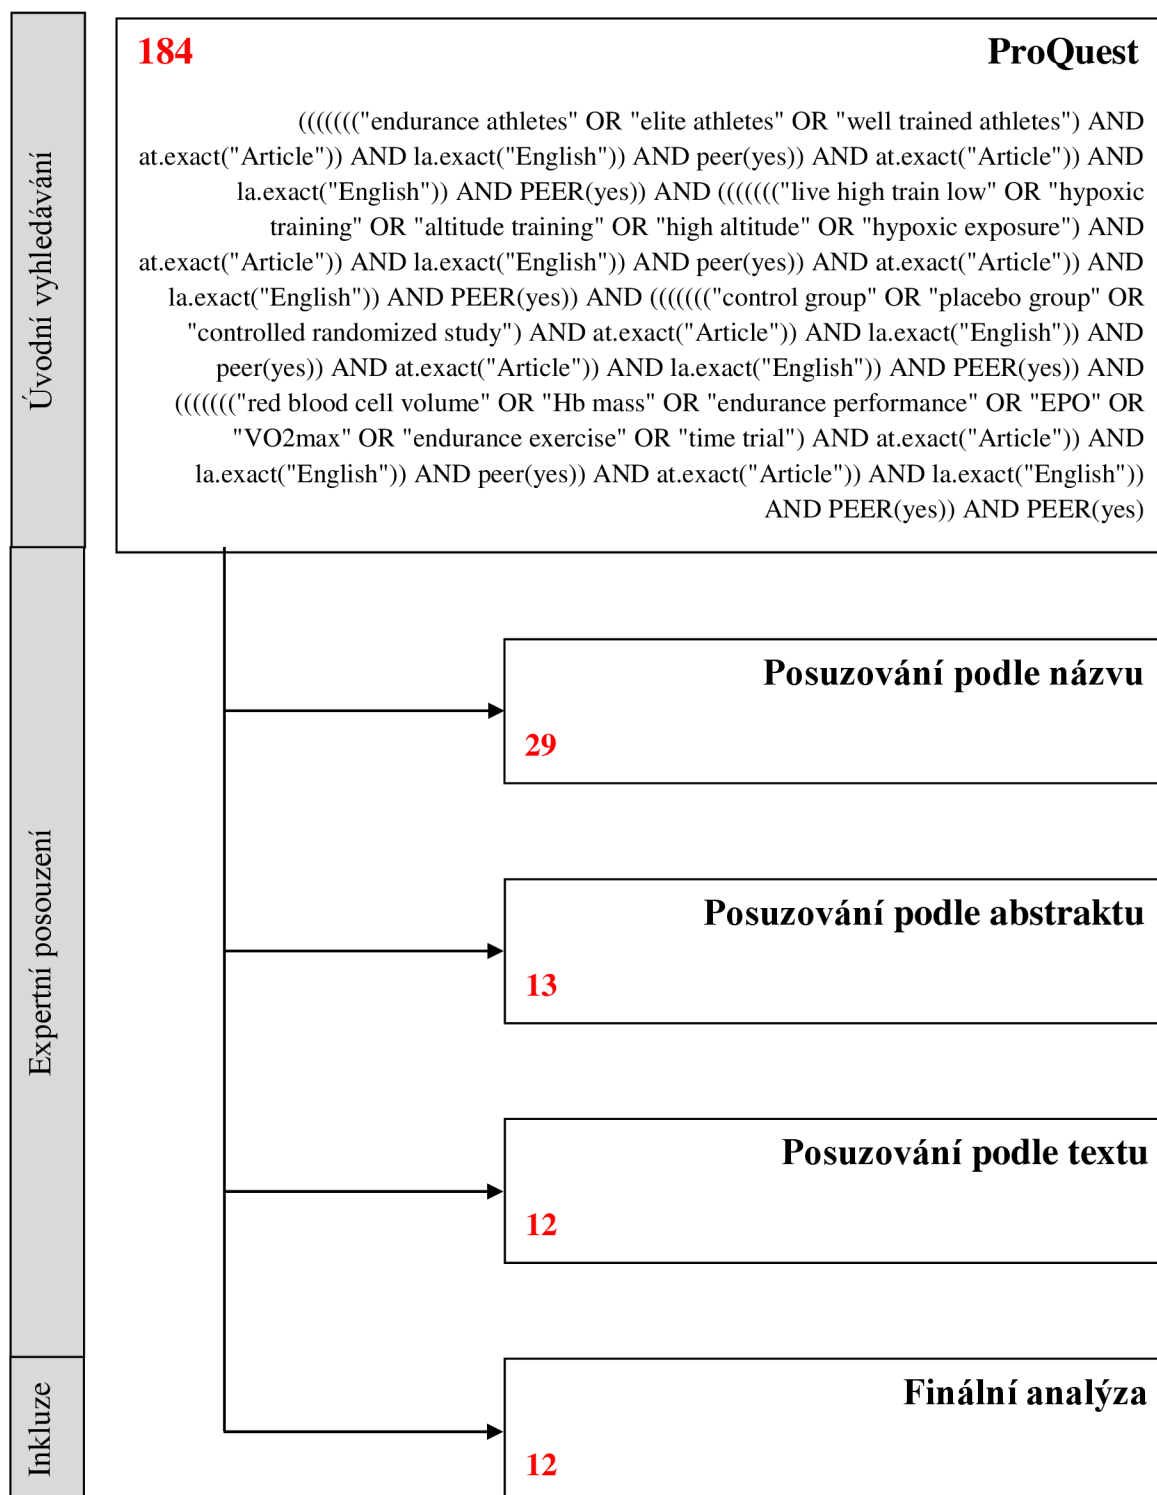 Úvodní vyhledávání
184 ProQuest
((((((("endurance athletes" OR "elite athletes" OR "well trained athletes") AND
at.exact("Article")) AND la.exact("English")) AND peer(yes)) AND at.exact("Article")) AND
la.exact("English")) AND PEER(yes)) AND ((((((("live high train low" OR "hypoxic
training" OR "altitude training" OR "high altitude" OR "hypoxic exposure") AND
at.exact("Article")) AND la.exact("English")) AND peer(yes)) AND at.exact("Article")) AND
la.exact("English")) AND PEER(yes)) AND ((((((("control group" OR "placebo group" OR
"controlled randomized study") AND at.exact("Article")) AND la.exact("English")) AND
peer(yes)) AND at.exact("Article")) AND la.exact("English")) AND PEER(yes)) AND
((((((("red blood cell volume" OR "Hb mass" OR "endurance performance" OR "EPO" OR
"VO2max" OR "endurance exercise" OR "time trial") AND at.exact("Article")) AND
la.exact("English")) AND peer(yes)) AND at.exact("Article")) AND la.exact("English"))
AND PEER(yes)) AND PEER(yes)
Expertní posouzení
Posuzování podle názvu
29
Posuzování podle abstraktu
13
Posuzování podle textu
12
Inkluze
Finální analýza
12